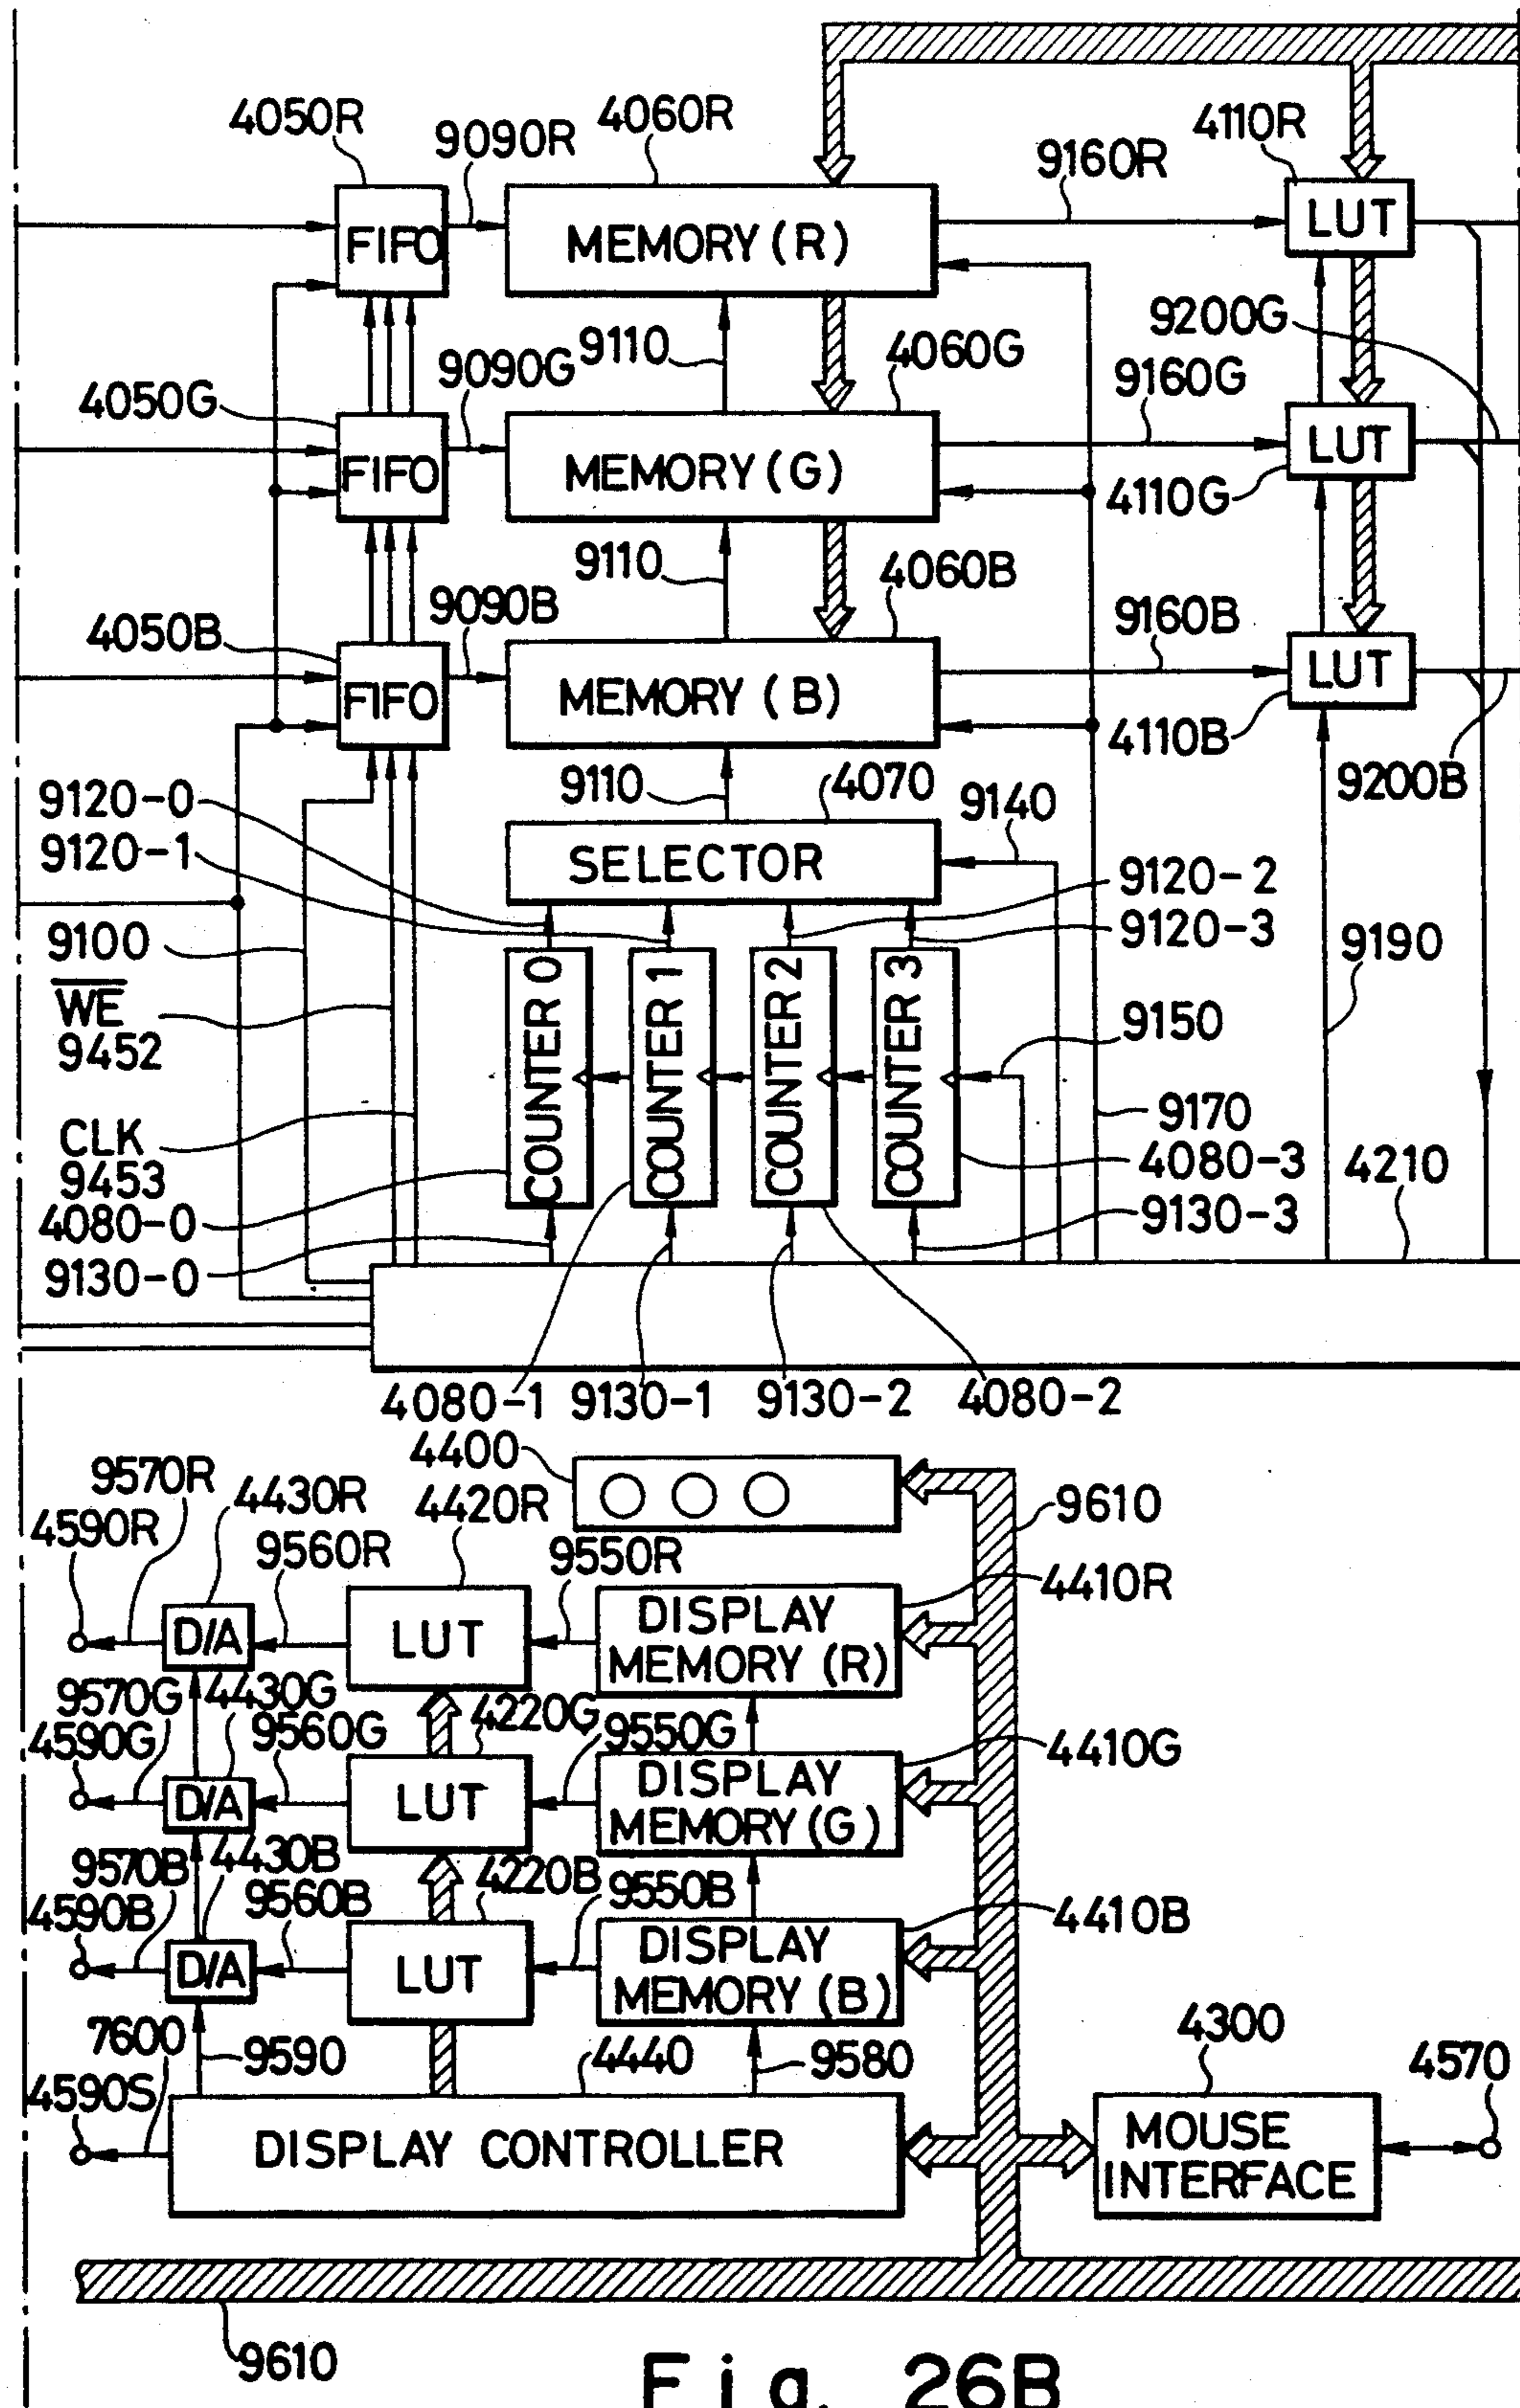 4050R 9090R 4060R 9160R 4110R
FIFO MEMORY (R) LUT
9110 4060G 9200G
4050G 9090G 9160G
FIFO MEMORY (G) LUT
4110G
9110 4060B
4050B 9090B 9160B
FIFO MEMORY (B) LUT
4110B
9120-0 9110 4070 9140 9200B
9120-1 SELECTOR 9120-2
9100 9120-3 9190
COUNTER 0 COUNTER 1 COUNTER 2 COUNTER 3
WE
9452 9150
CLK 9170
9453 4080-3 4210
4080-0 9130-3
9130-0
4080-1 9130-1 9130-2 4080-2
4400
9570R 4430R 4420R 9610
4590R 9560R 9550R 4410R
D/A LUT DISPLAY
MEMORY (R)
9570G 4430G 4220G 9550G
4590G 9560G 4410G
D/A LUT DISPLAY
MEMORY (G)
9570B 4430B 4220B 9550B
4590B 9560B 4410B
D/A LUT DISPLAY
MEMORY (B)
7600 9590 4440 9580 4300 4570
4590S
DISPLAY CONTROLLER MOUSE
INTERFACE
9610
Fig. 26B